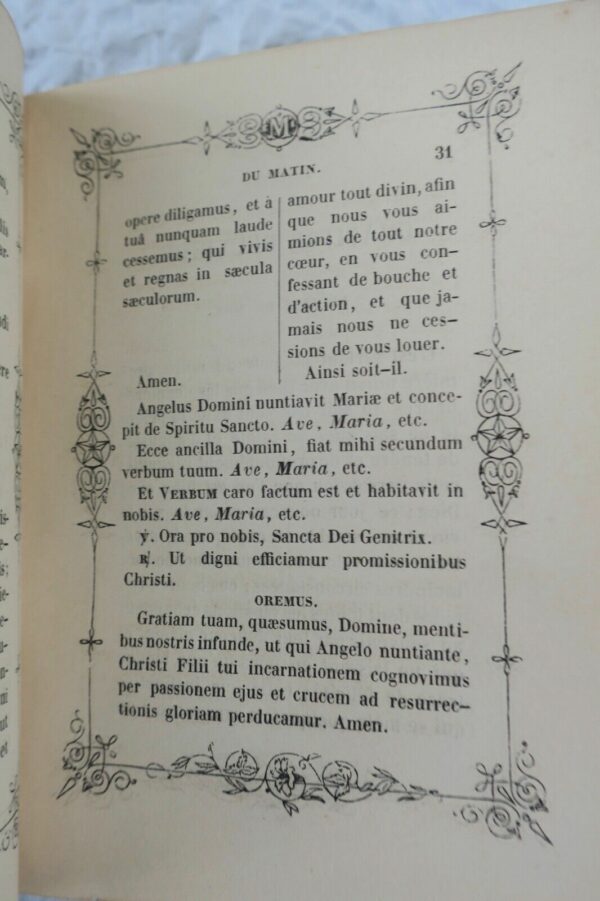 M
DU MATIN.
31
opere diligamus, et à
tuâ nunquam laude
cessemus; qui vivis
et regnas in sæcula
sæculorum.
Amen.
amour tout divin, afin
que nous vous ai-
mions de tout notre
cœur, en vous con-
fessant de bouche et
d'action, et que ja-
mais nous ne ces-
sions de vous louer.
Ainsi soit-il.
Angelus Domini nuntiavit Mariæ et conce-
pit de Spiritu Sancto. Ave, Maria, etc.
Ecce ancilla Domini, fiat mihi secundum
verbum tuum. Ave, Maria, etc.
Et VERBUM caro factum est et habitavit in
nobis. Ave, Maria, etc.
℣. Ora pro nobis, Sancta Dei Genitrix.
℟. Ut digni efficiamur promissionibus
Christi.
OREMUS.
Gratiam tuam, quæsumus, Domine, menti-
bus nostris infunde, ut qui Angelo nuntiante,
Christi Filii tui incarnationem cognovimus
per passionem ejus et crucem ad resurrec-
tionis gloriam perducamur. Amen.